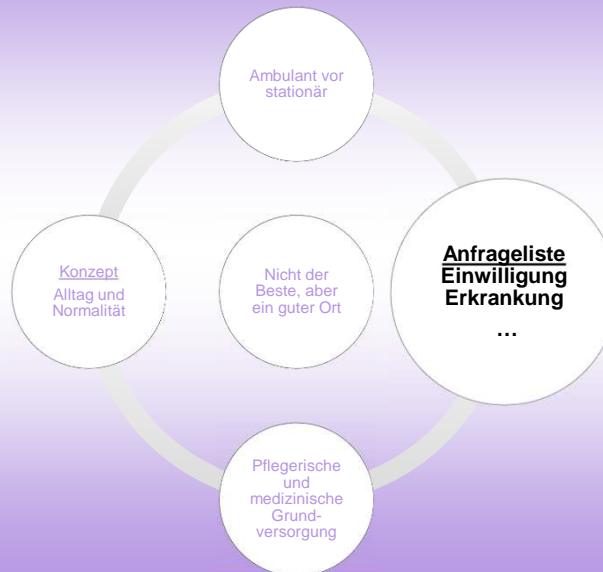 Ambulant vor
stationär
Konzept
Alltag und
Normalität
Nicht der
Beste, aber
ein guter Ort
Anfrageliste
Einwilligung
Erkrankung
…
Pflegerische
und
medizinische
Grund-
versorgung